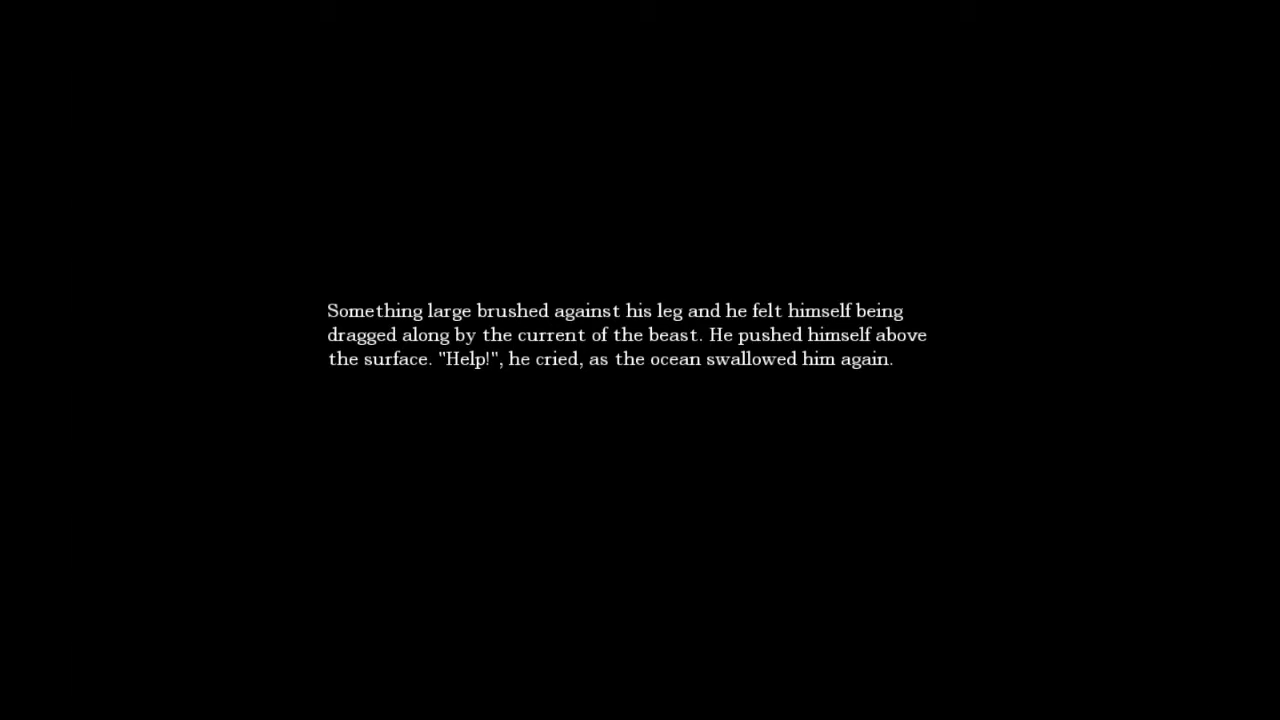 Something large brushed against his leg and he felt himself being
dragged along by the current of the beast. He pushed himself above
the surface. "Help!", he cried, as the ocean swallowed him again.